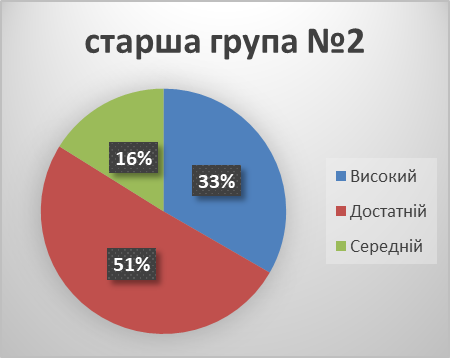 старша група №2
16%
33%
51%
Високий
Достатній
Середній